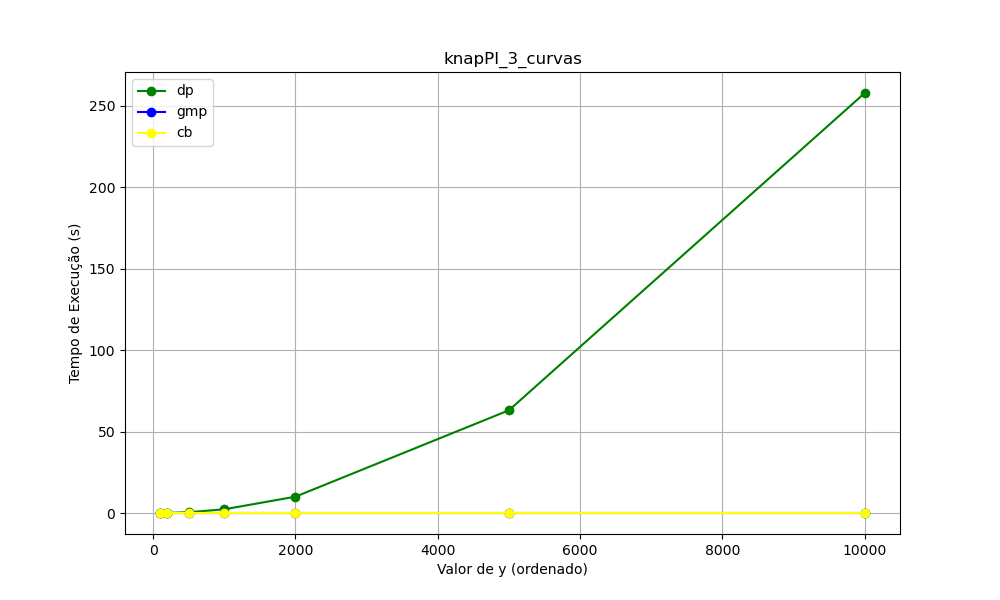 knapPI_3_curvas
dp
gmp
cb
Tempo de Execução (s)
250
200
150
100
50
0
0 2000 4000 6000 8000 10000
Valor de y (ordenado)